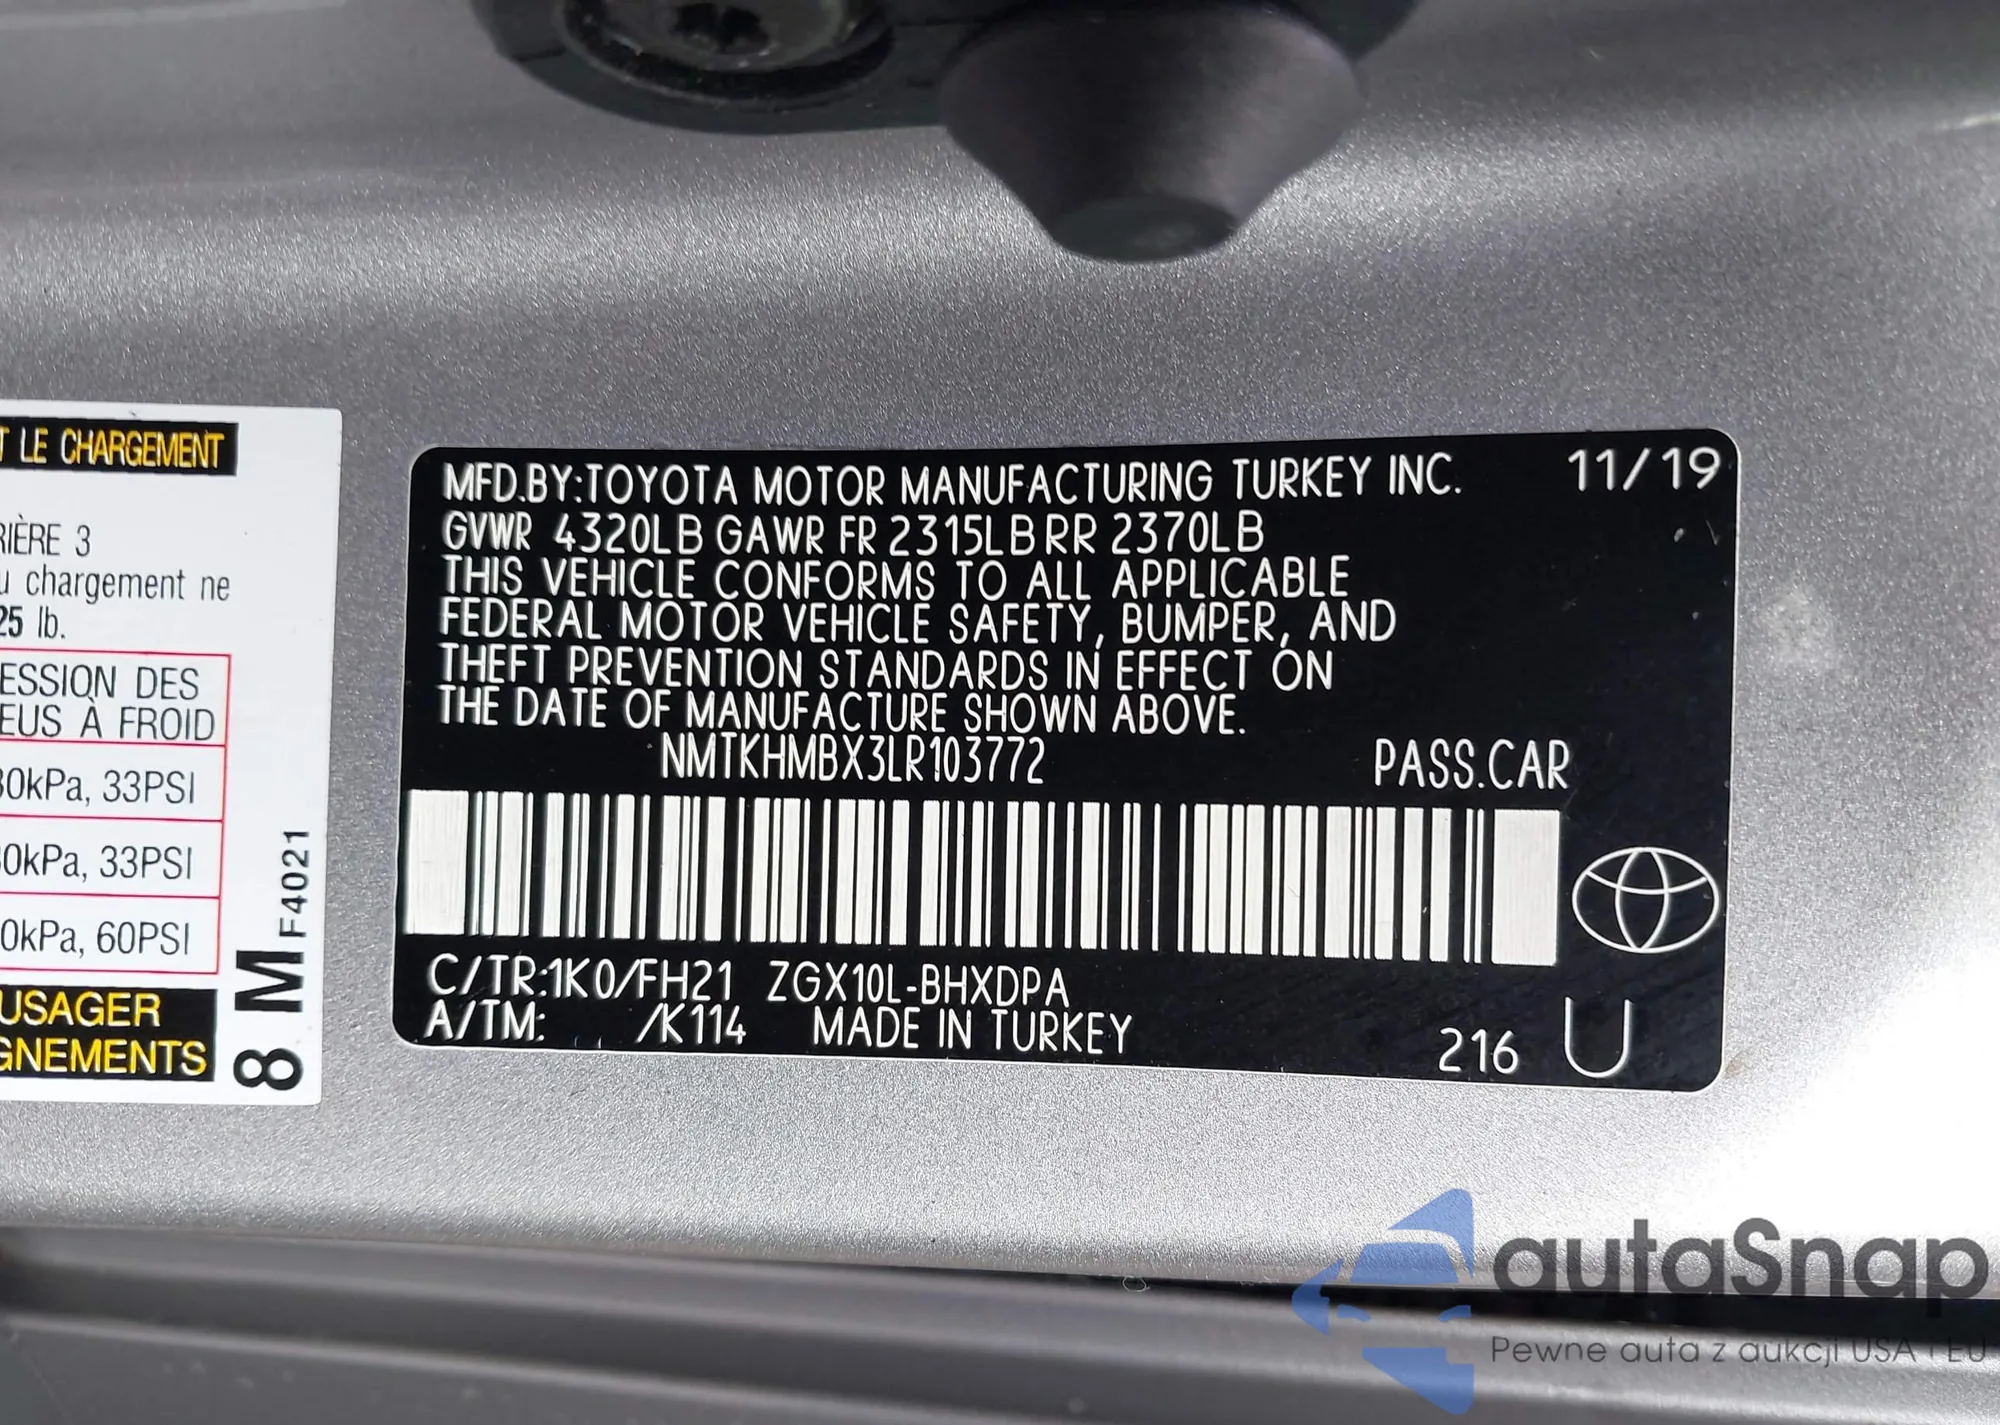 T LE CHARGEMENT
RIÈRE 3
u chargement ne
25 lb.
ESSION DES
EUS À FROID
30kPa, 33PSI
30kPa, 33PSI
0kPa, 60PSI
USAGER
GNEMENTS
8 M F4021
MFD.BY:TOYOTA MOTOR MANUFACTURING TURKEY INC. 11/19
GVWR 4320LB GAWR FR 2315LB RR 2370LB
THIS VEHICLE CONFORMS TO ALL APPLICABLE
FEDERAL MOTOR VEHICLE SAFETY, BUMPER, AND
THEFT PREVENTION STANDARDS IN EFFECT ON
THE DATE OF MANUFACTURE SHOWN ABOVE.
NMTKHMBX3LR103772 PASS.CAR
C/TR:1K0/FH21 ZGX10L-BHXDPA
A/TM: /K114 MADE IN TURKEY 216 U
autaSnap
Pewne auta z aukcji USA i EU